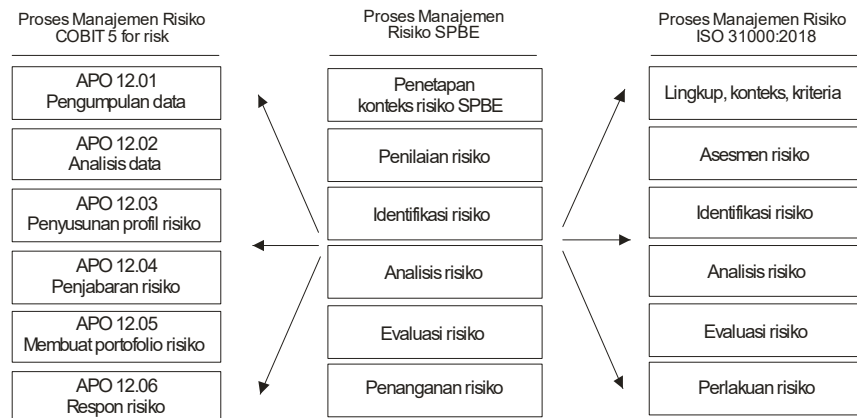 Proses Manajemen Risiko
COBIT 5 for risk
APO 12.01
Pengumpulan data
APO 12.02
Analisis data
APO 12.03
Penyusunan profil risiko
APO 12.04
Penjabaran risiko
APO 12.05
Membuat portofolio risiko
APO 12.06
Respon risiko
Proses Manajemen
Risiko SPBE
Penetapan
konteks risiko SPBE
Penilaian risiko
Identifikasi risiko
Analisis risiko
Evaluasi risiko
Penanganan risiko
Proses Manajemen Risiko
ISO 31000:2018
Lingkup, konteks, kriteria
Asesmen risiko
Identifikasi risiko
Analisis risiko
Evaluasi risiko
Perlakuan risiko